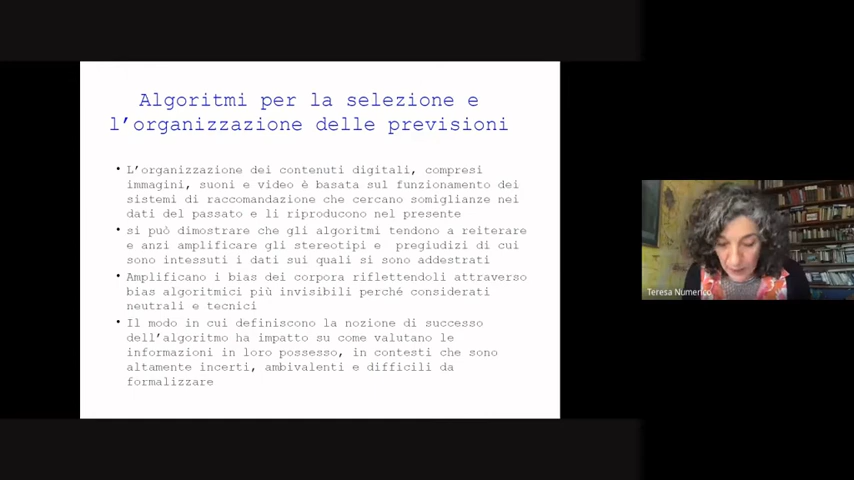 Algoritmi per la selezione e
l'organizzazione delle previsioni
• L'organizzazione dei contenuti digitali, compresi
immagini, suoni e video è basata sul funzionamento dei
sistemi di raccomandazione che cercano somiglianze nei
dati del passato e li riproducono nel presente
• si può dimostrare che gli algoritmi tendono a reiterare
e anzi amplificare gli stereotipi e pregiudizi di cui
sono intessuti i dati sui quali si sono addestrati
• Amplificano i bias dei corpora riflettendoli attraverso
bias algoritmici più invisibili perché considerati
neutrali e tecnici
• Il modo in cui definiscono la nozione di successo
dell'algoritmo ha impatto su come valutano le
informazioni in loro possesso, in contesti che sono
altamente incerti, ambivalenti e difficili da
formalizzare
Teresa Numerico